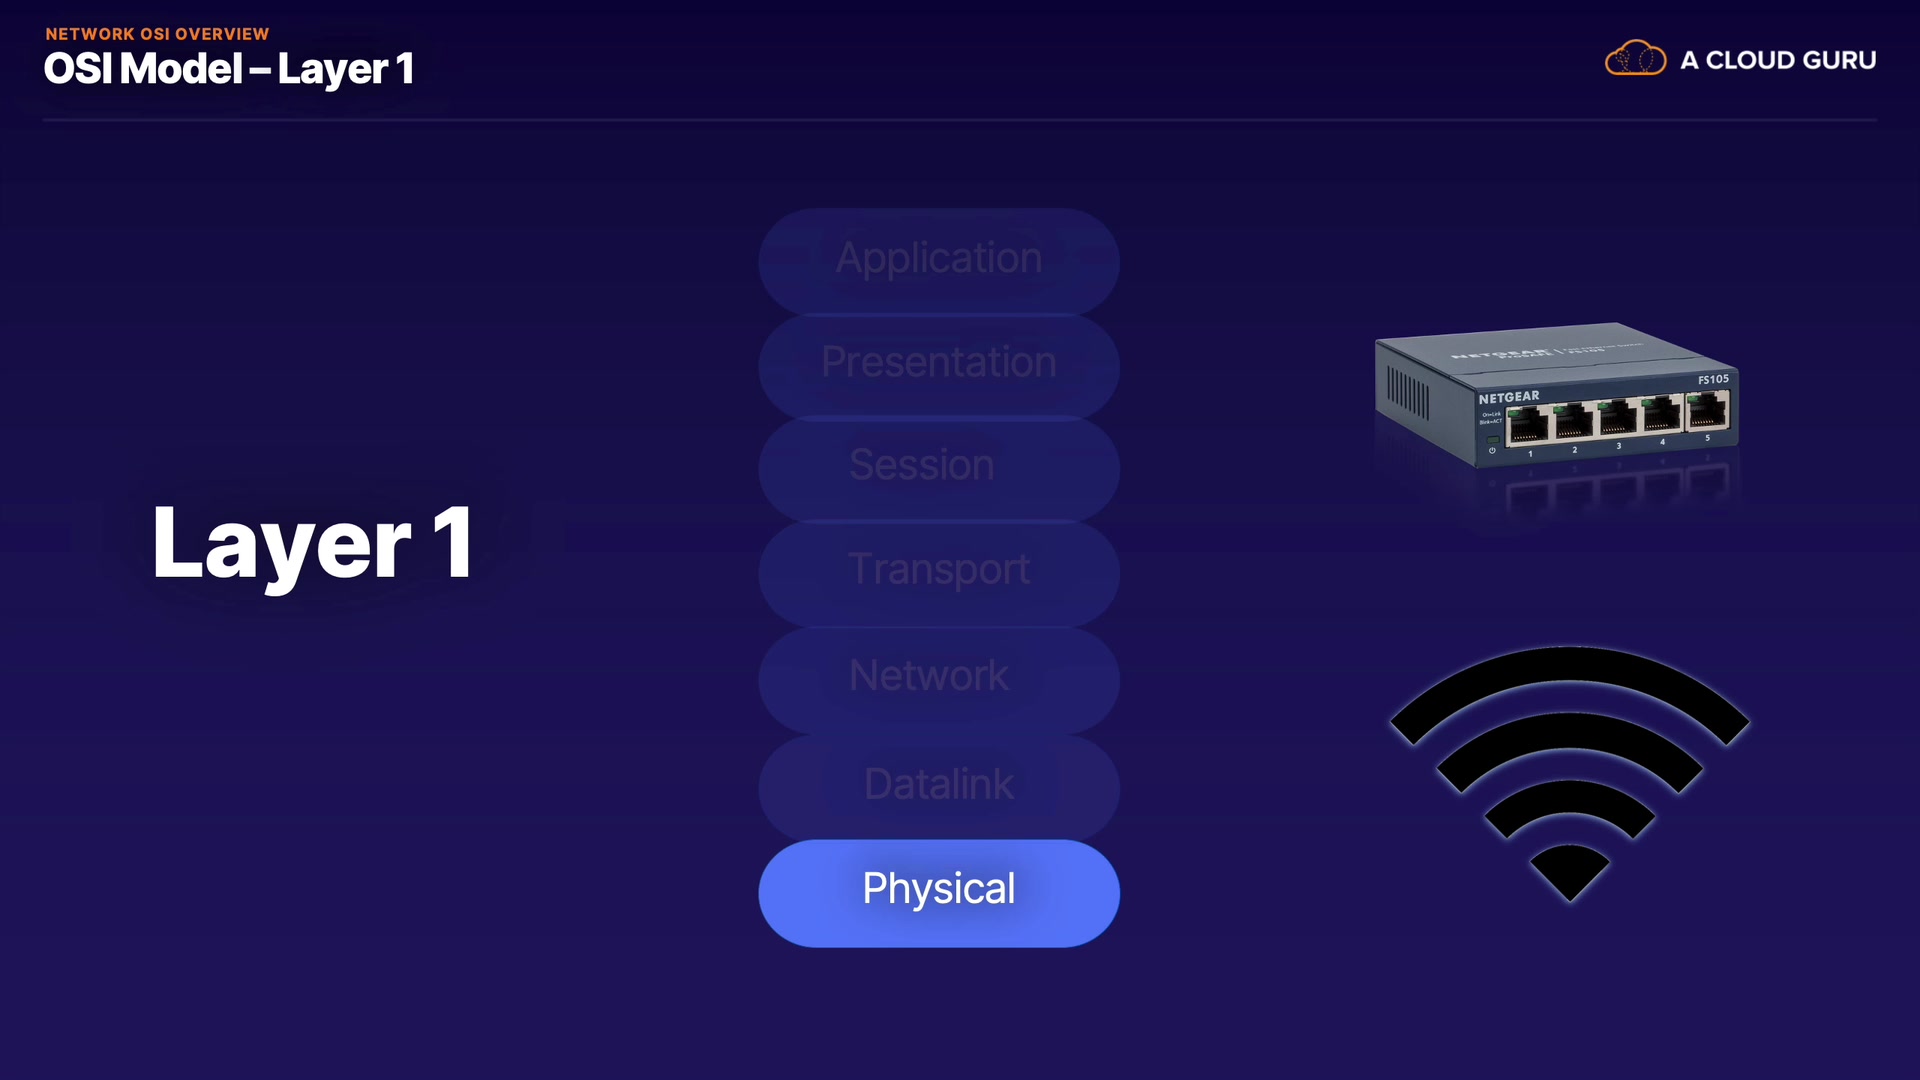 NETWORK OSI OVERVIEW
OSI Model – Layer 1
A CLOUD GURU
Layer 1
Application
Presentation
Session
Transport
Network
Datalink
Physical
NETGEAR
FS105
NETGEAR
1 2 3 4 5